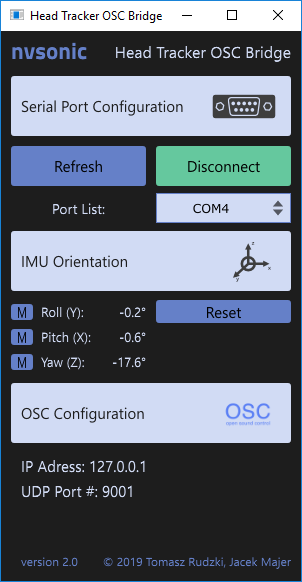 Head Tracker OSC Bridge
nvsonic Head Tracker OSC Bridge
Serial Port Configuration
Refresh Disconnect
Port List: COM4
IMU Orientation
z
x
y
M Roll (Y): -0.2° Reset
M Pitch (X): -0.6°
M Yaw (Z): -17.6°
OSC Configuration OSC
open sound control
IP Adress: 127.0.0.1
UDP Port #: 9001
version 2.0 © 2019 Tomasz Rudzki, Jacek Majer